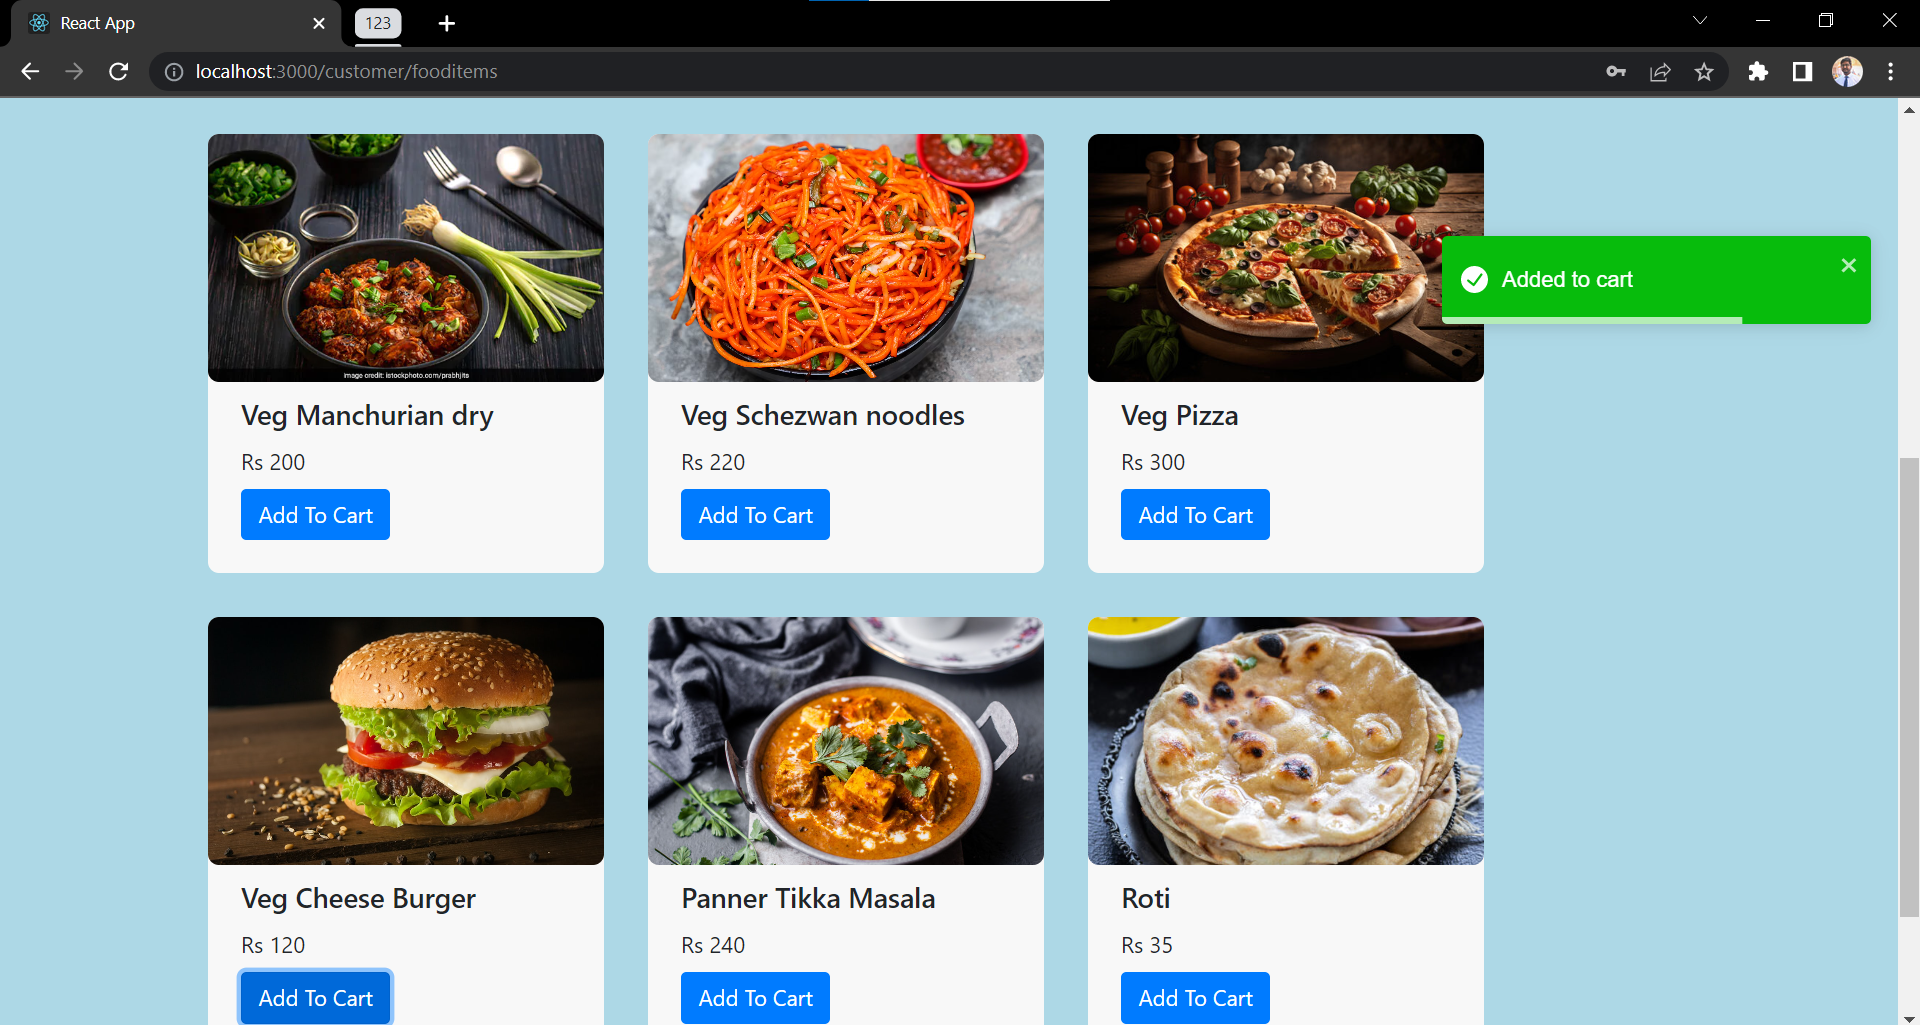 React App
123
localhost:3000/customer/fooditems
Added to cart
image credit: istockphoto.com/prabhjits
Veg Manchurian dry
Rs 200
Add To Cart
Veg Schezwan noodles
Rs 220
Add To Cart
Veg Pizza
Rs 300
Add To Cart
Veg Cheese Burger
Rs 120
Add To Cart
Panner Tikka Masala
Rs 240
Add To Cart
Roti
Rs 35
Add To Cart